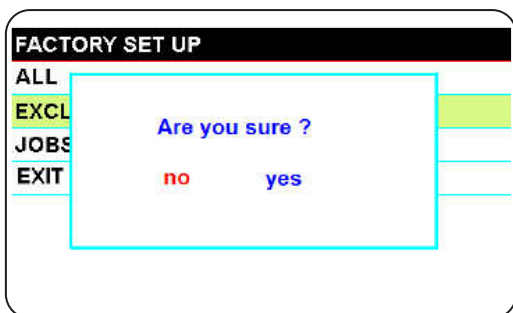 FACTORY SET UP
ALL
EXCL
Are you sure ?
JOBS
EXIT
no yes